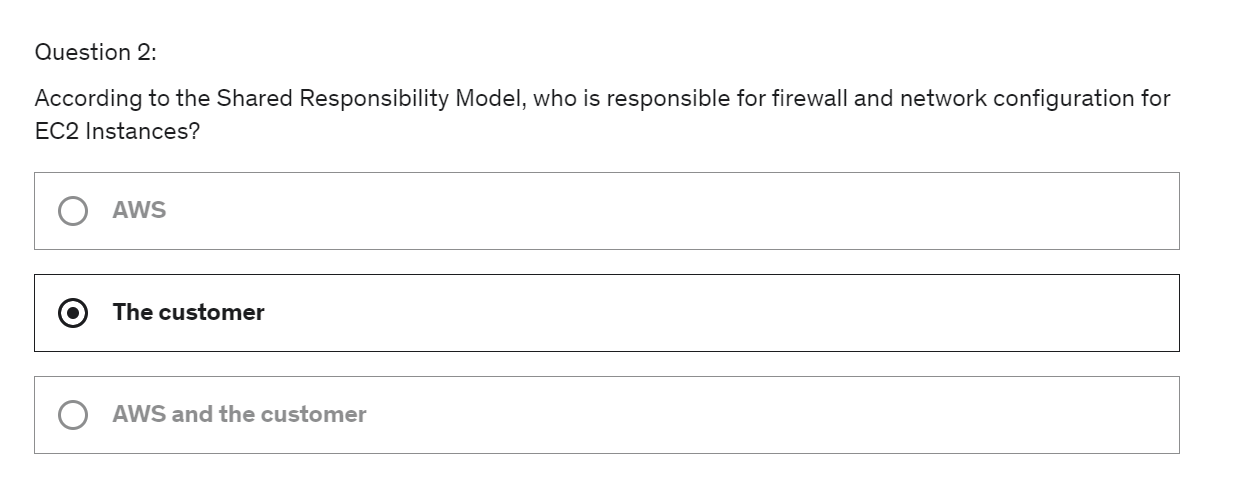 Question 2:
According to the Shared Responsibility Model, who is responsible for firewall and network configuration for
EC2 Instances?
AWS
The customer
AWS and the customer